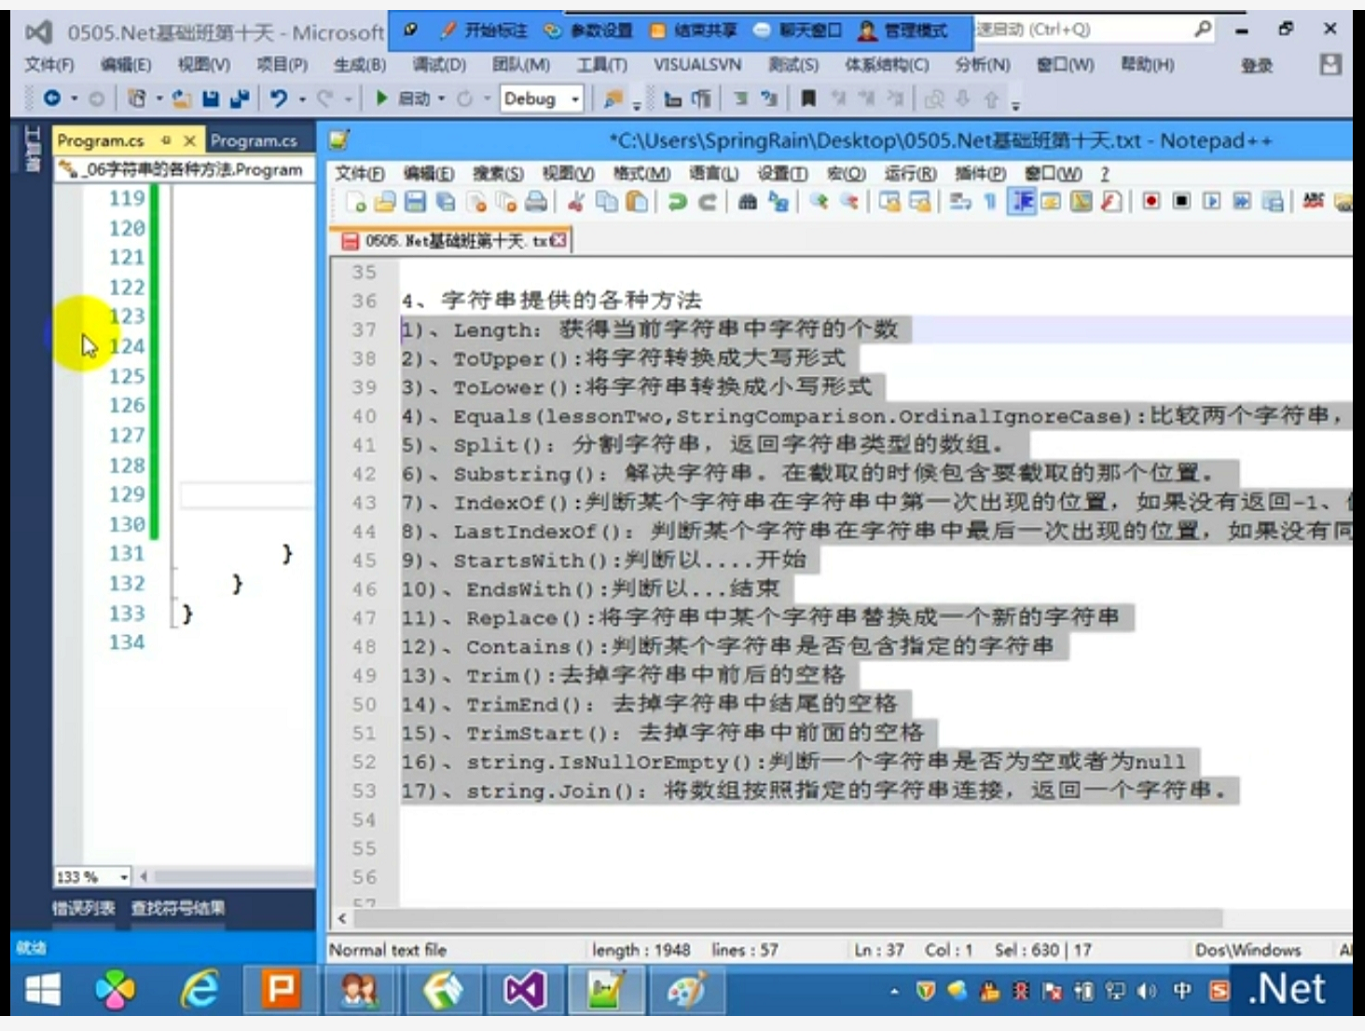 0505.Net基础班第十天 - Microsoft
开始标注 参数设置 结束共享 聊天窗口 管理模式
速启动 (Ctrl+Q)
文件(F) 编辑(E) 视图(V) 项目(P) 生成(B) 调试(D) 团队(M) 工具(T) VISUALSVN 测试(S) 体系结构(C) 分析(N) 窗口(W) 帮助(H) 登录
启动 Debug
工具箱
Program.cs Program.cs
_06字符串的各种方法.Program
119
120
121
122
123
124
125
126
127
128
129
130
131 }
132 }
133 }
134
133 %
错误列表 查找符号结果
就绪
*C:\Users\SpringRain\Desktop\0505.Net基础班第十天.txt - Notepad++
文件(F) 编辑(E) 搜索(S) 视图(V) 格式(M) 语言(L) 设置(T) 宏(O) 运行(R) 插件(P) 窗口(W) ?
0505.Net基础班第十天.txt
35
36 4、字符串提供的各种方法
37 1)、Length: 获得当前字符串中字符的个数
38 2)、ToUpper():将字符转换成大写形式
39 3)、ToLower():将字符串转换成小写形式
40 4)、Equals(lessonTwo,StringComparison.OrdinalIgnoreCase):比较两个字符串，
41 5)、Split(): 分割字符串，返回字符串类型的数组。
42 6)、Substring(): 解决字符串。在截取的时候包含要截取的那个位置。
43 7)、IndexOf():判断某个字符串在字符串中第一次出现的位置，如果没有返回-1、
44 8)、LastIndexOf(): 判断某个字符串在字符串中最后一次出现的位置，如果没有同
45 9)、StartsWith():判断以....开始
46 10)、EndsWith():判断以...结束
47 11)、Replace():将字符串中某个字符串替换成一个新的字符串
48 12)、Contains():判断某个字符串是否包含指定的字符串
49 13)、Trim():去掉字符串中前后的空格
50 14)、TrimEnd(): 去掉字符串中结尾的空格
51 15)、TrimStart(): 去掉字符串中前面的空格
52 16)、string.IsNullOrEmpty():判断一个字符串是否为空或者为null
53 17)、string.Join(): 将数组按照指定的字符串连接，返回一个字符串。
54
55
56
57
Normal text file length : 1948 lines : 57 Ln : 37 Col : 1 Sel : 630 | 17 Dos\Windows
中 .Net